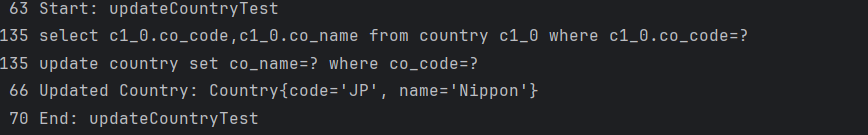 63 Start: updateCountryTest
135 select c1_0.co_code,c1_0.co_name from country c1_0 where c1_0.co_code=?
135 update country set co_name=? where co_code=?
66 Updated Country: Country{code='JP', name='Nippon'}
70 End: updateCountryTest